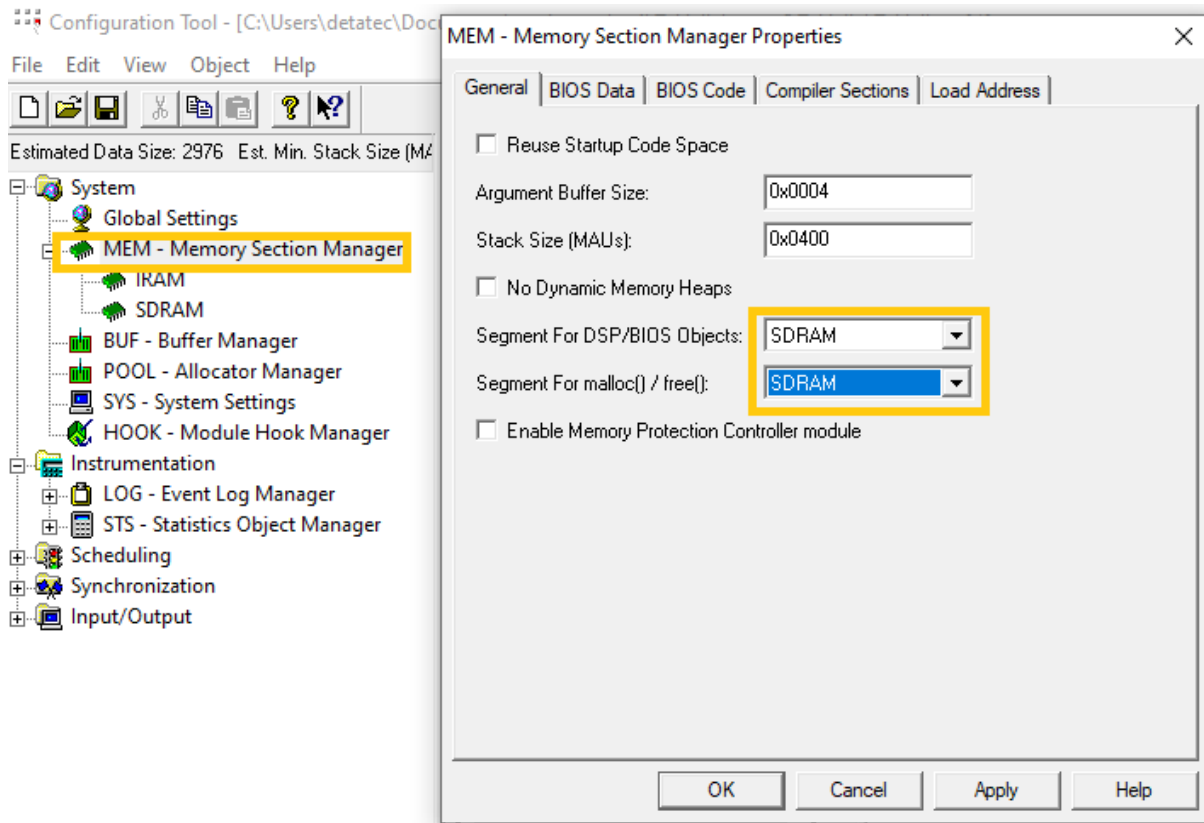 Configuration Tool - [C:\Users\detatec\Doc
File Edit View Object Help
Estimated Data Size: 2976 Est. Min. Stack Size (MA
System
Global Settings
MEM - Memory Section Manager
IRAM
SDRAM
BUF - Buffer Manager
POOL - Allocator Manager
SYS - System Settings
HOOK - Module Hook Manager
Instrumentation
LOG - Event Log Manager
STS - Statistics Object Manager
Scheduling
Synchronization
Input/Output
MEM - Memory Section Manager Properties
General BIOS Data BIOS Code Compiler Sections Load Address
Reuse Startup Code Space
Argument Buffer Size: 0x0004
Stack Size (MAUs): 0x0400
No Dynamic Memory Heaps
Segment For DSP/BIOS Objects: SDRAM
Segment For malloc() / free(): SDRAM
Enable Memory Protection Controller module
OK Cancel Apply Help